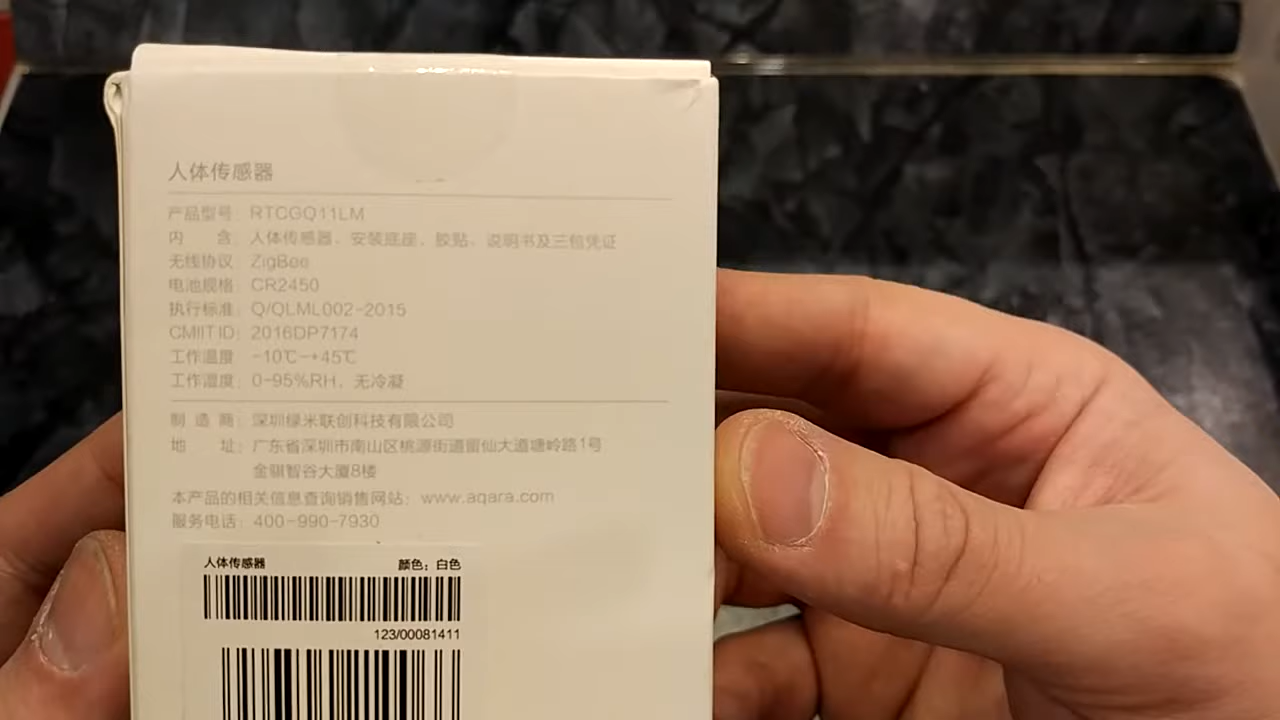 人体传感器
产品型号: RTCGQ11LM
内 含: 人体传感器、安装底座、胶贴、说明书及三包凭证
无线协议: ZigBee
电池规格: CR2450
执行标准: Q/QLML002-2015
CMIIT ID: 2016DP7174
工作温度: -10℃~+45℃
工作湿度: 0-95%RH，无冷凝
制 造 商: 深圳绿米联创科技有限公司
地 址: 广东省深圳市南山区桃源街道留仙大道塘岭路1号
金骐智谷大厦8楼
本产品的相关信息查询销售网站: www.aqara.com
服务电话: 400-990-7930
人体传感器 颜色：白色
123/00081411